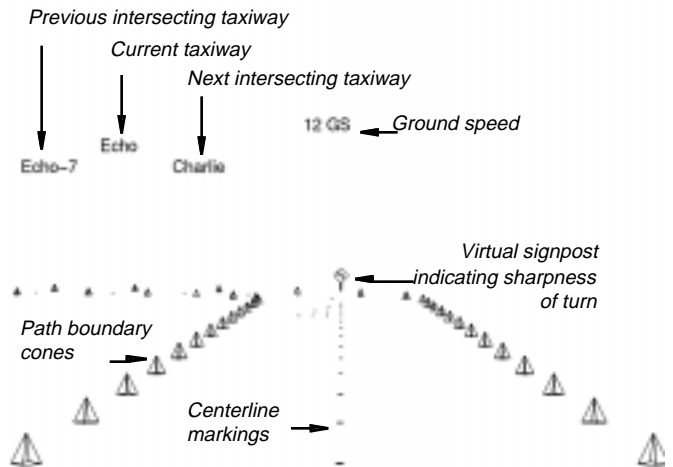 Previous intersecting taxiway
Current taxiway
Next intersecting taxiway
12 GS
Ground speed
Echo
Echo-7
Charlie
Virtual signpost
indicating sharpness
of turn
Path boundary
cones
Centerline
markings